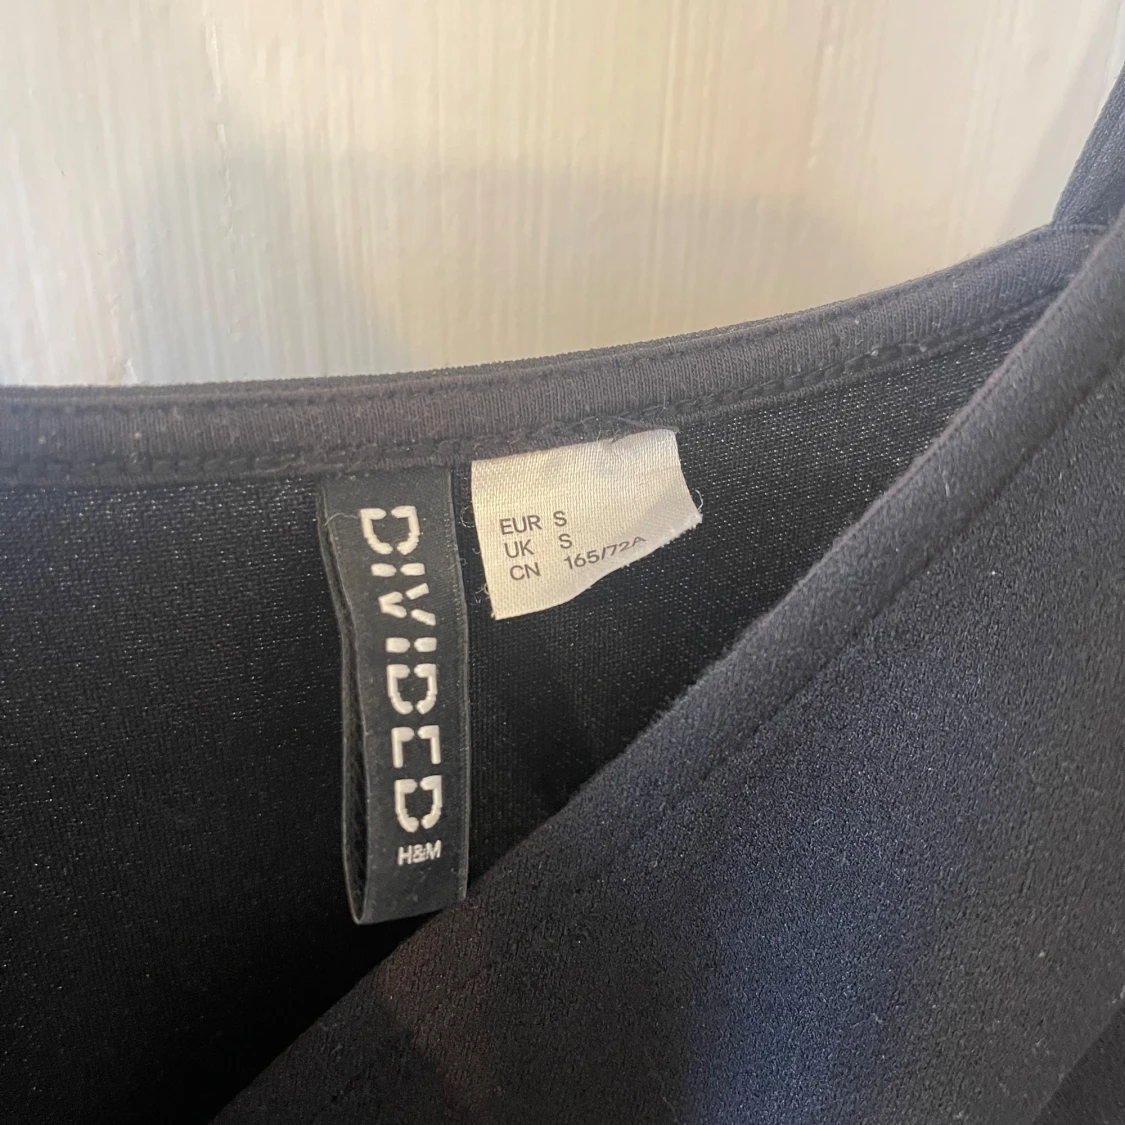 DIVIDED
H&M
EUR S
UK S
CN 165/72A